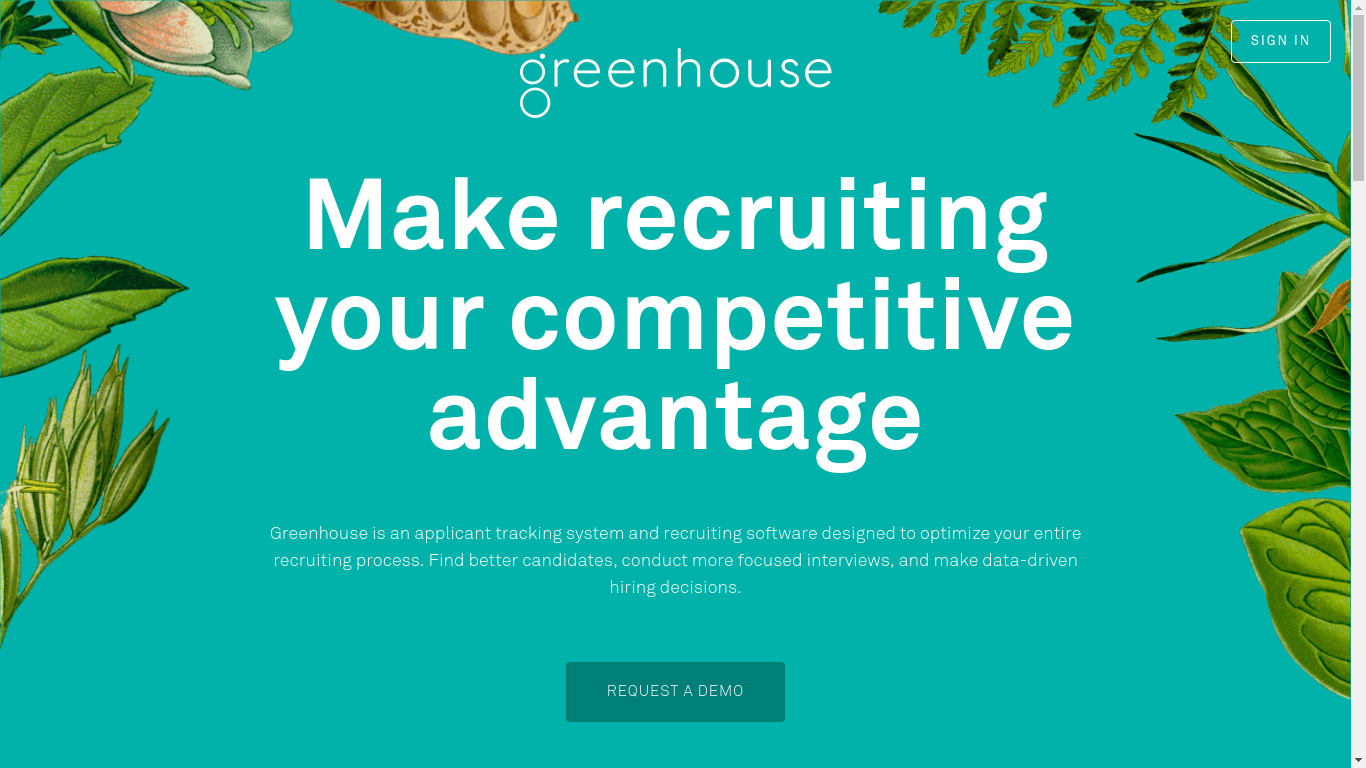 SIGN IN
greenhouse
Make recruiting
your competitive
advantage
Greenhouse is an applicant tracking system and recruiting software designed to optimize your entire
recruiting process. Find better candidates, conduct more focused interviews, and make data-driven
hiring decisions.
REQUEST A DEMO